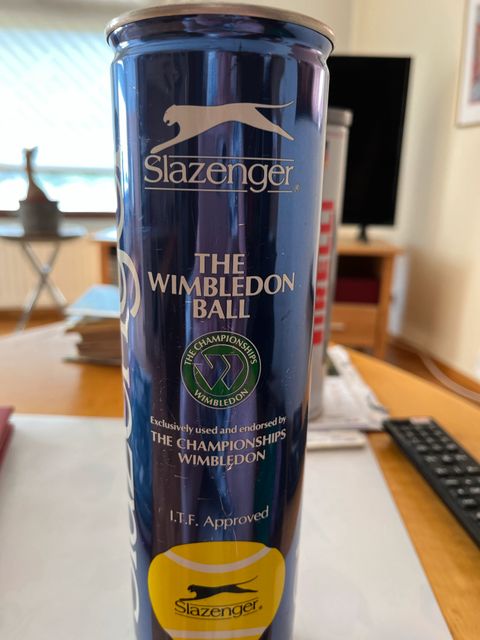 Slazenger
THE
WIMBLEDON
BALL
THE CHAMPIONSHIPS
WIMBLEDON
Exclusively used and endorsed by
THE CHAMPIONSHIPS
WIMBLEDON
I.T.F. Approved
Slazenger